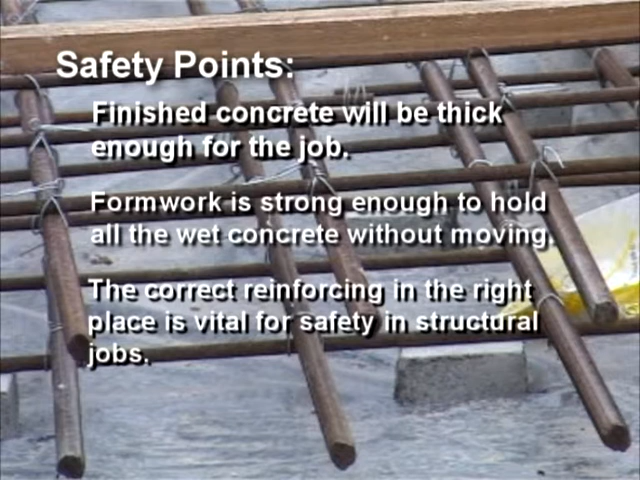 Safety Points:
Finished concrete will be thick
enough for the job.
Formwork is strong enough to hold
all the wet concrete without moving.
The correct reinforcing in the right
place is vital for safety in structural
jobs.